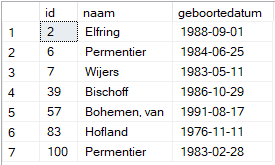 id naam geboortedatum
1 2 Elfring 1988-09-01
2 6 Permentier 1984-06-25
3 7 Wijers 1983-05-11
4 39 Bischoff 1986-10-29
5 57 Bohemen, van 1991-08-17
6 83 Hofland 1976-11-11
7 100 Permentier 1983-02-28